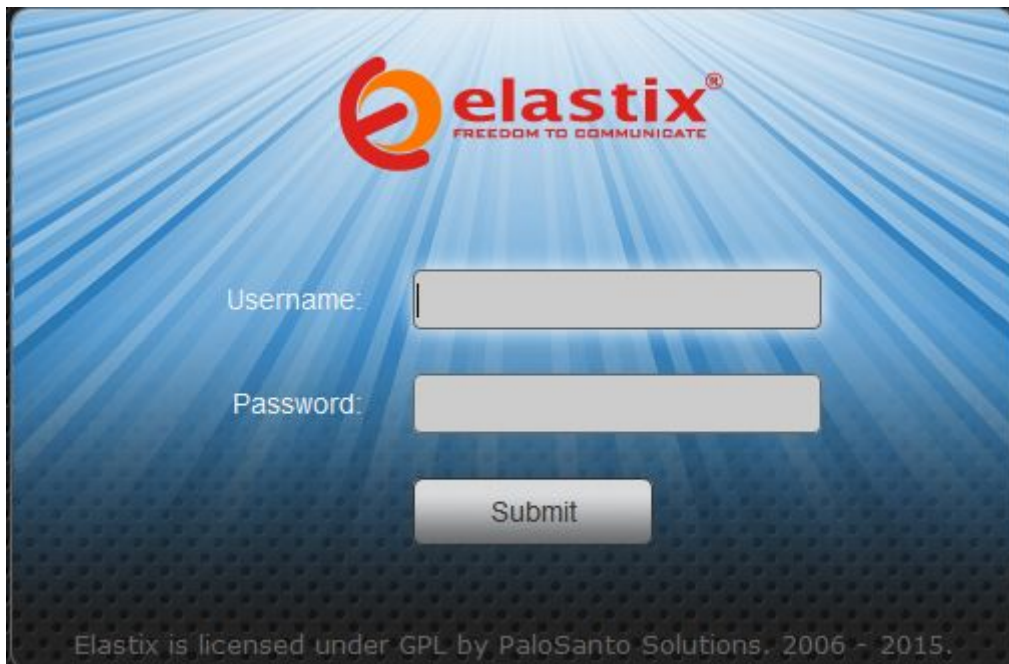 elastix®
FREEDOM TO COMMUNICATE
Username:
Password:
Submit
Elastix is licensed under GPL by PaloSanto Solutions. 2006 - 2015.